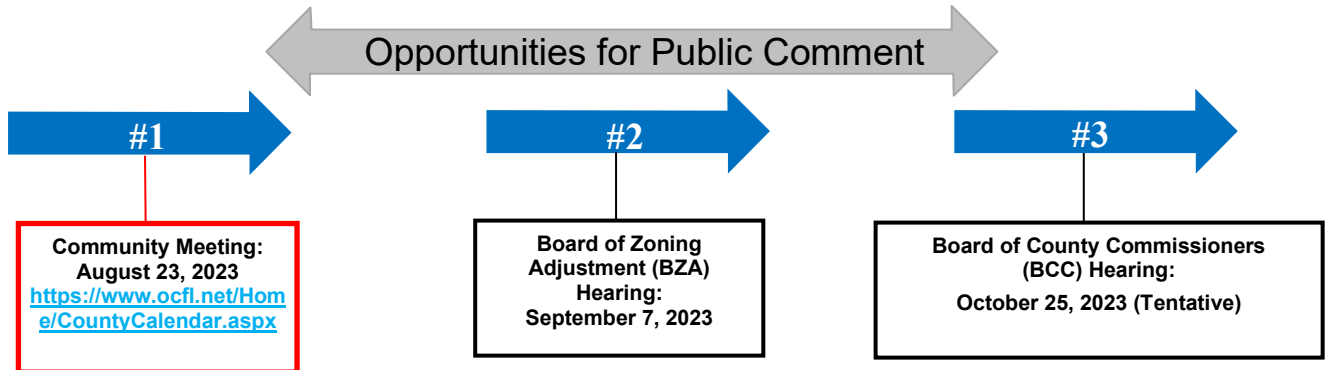 Opportunities for Public Comment
#1
#2
#3
Community Meeting:
August 23, 2023
https://www.ocfl.net/Hom
e/CountyCalendar.aspx
Board of Zoning
Adjustment (BZA)
Hearing:
September 7, 2023
Board of County Commissioners
(BCC) Hearing:
October 25, 2023 (Tentative)